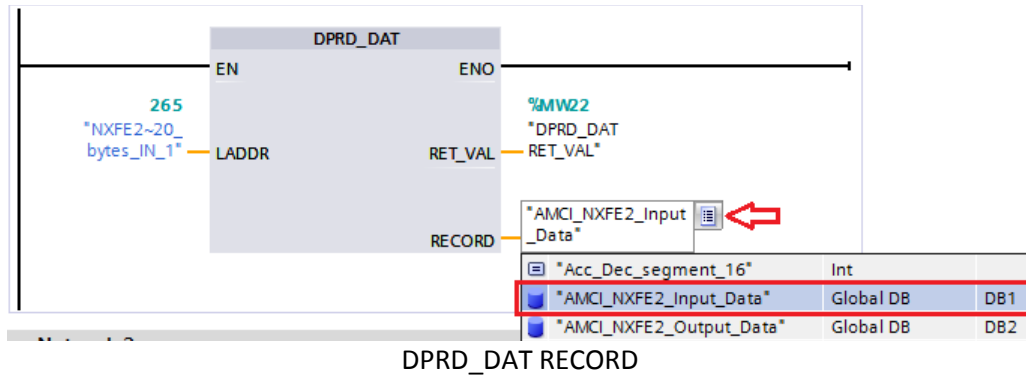 DPRD_DAT
EN
ENO
265
"NXFE2~20_
bytes_IN_1"
LADDR
%MW22
"DPRD_DAT
RET_VAL"
RET_VAL
"AMCI_NXFE2_Input
_Data"
RECORD
"Acc_Dec_segment_16" Int
"AMCI_NXFE2_Input_Data" Global DB DB1
"AMCI_NXFE2_Output_Data" Global DB DB2
DPRD_DAT RECORD